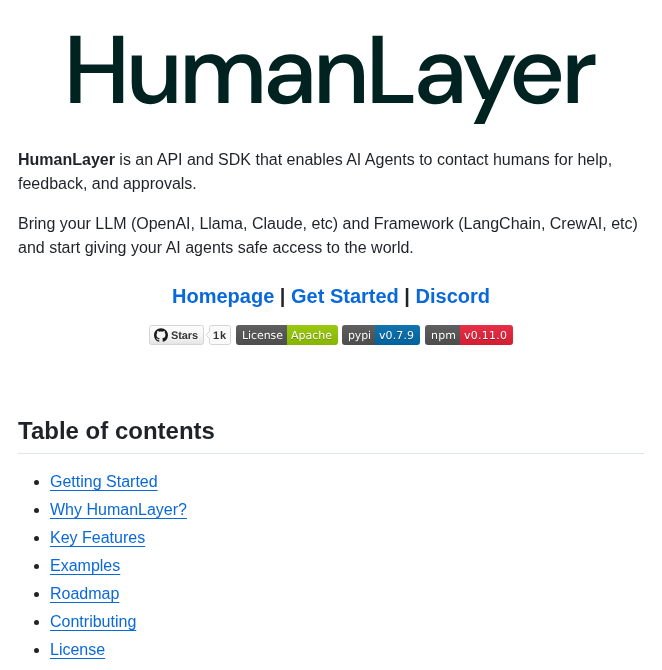 HumanLayer
HumanLayer is an API and SDK that enables AI Agents to contact humans for help,
feedback, and approvals.
Bring your LLM (OpenAI, Llama, Claude, etc) and Framework (LangChain, CrewAI, etc)
and start giving your AI agents safe access to the world.
Homepage | Get Started | Discord
Stars 1k License Apache pypi v0.7.9 npm v0.11.0
Table of contents
Getting Started
Why HumanLayer?
Key Features
Examples
Roadmap
Contributing
License